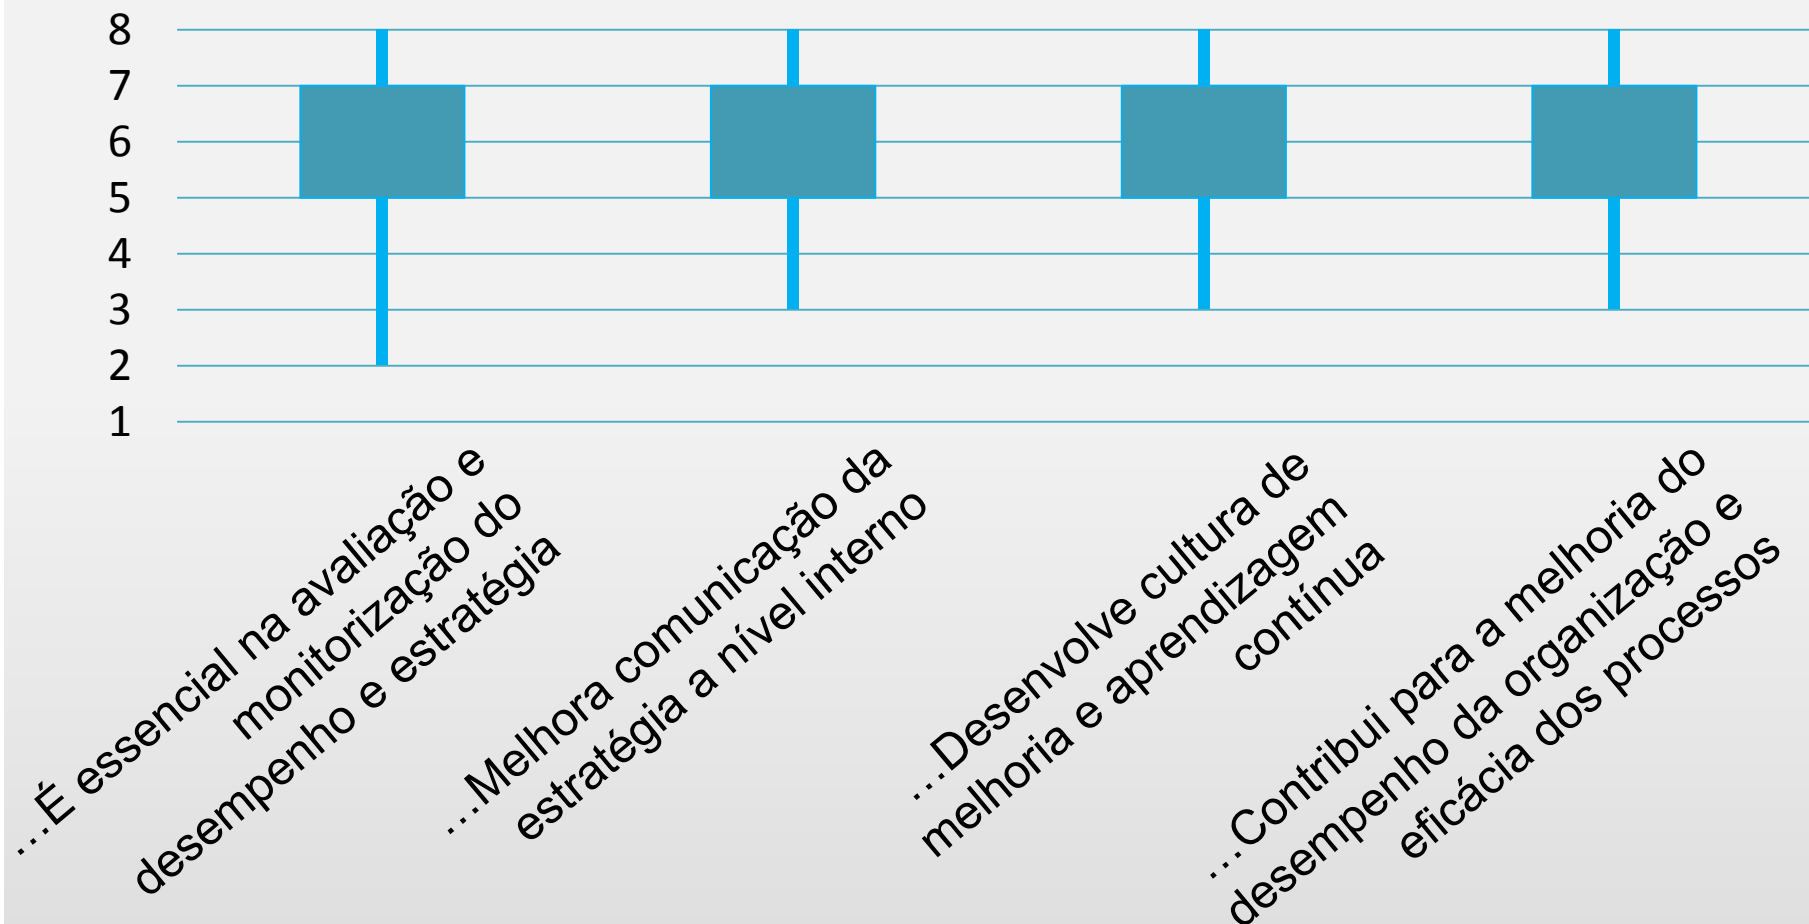 8
7
6
5
4
3
2
1
…É essencial na avaliação e
monitorização do
desempenho e estratégia
…Melhora comunicação da
estratégia a nível interno
…Desenvolve cultura de
melhoria e aprendizagem
contínua
…Contribui para a melhoria do
desempenho da organização e
eficácia dos processos